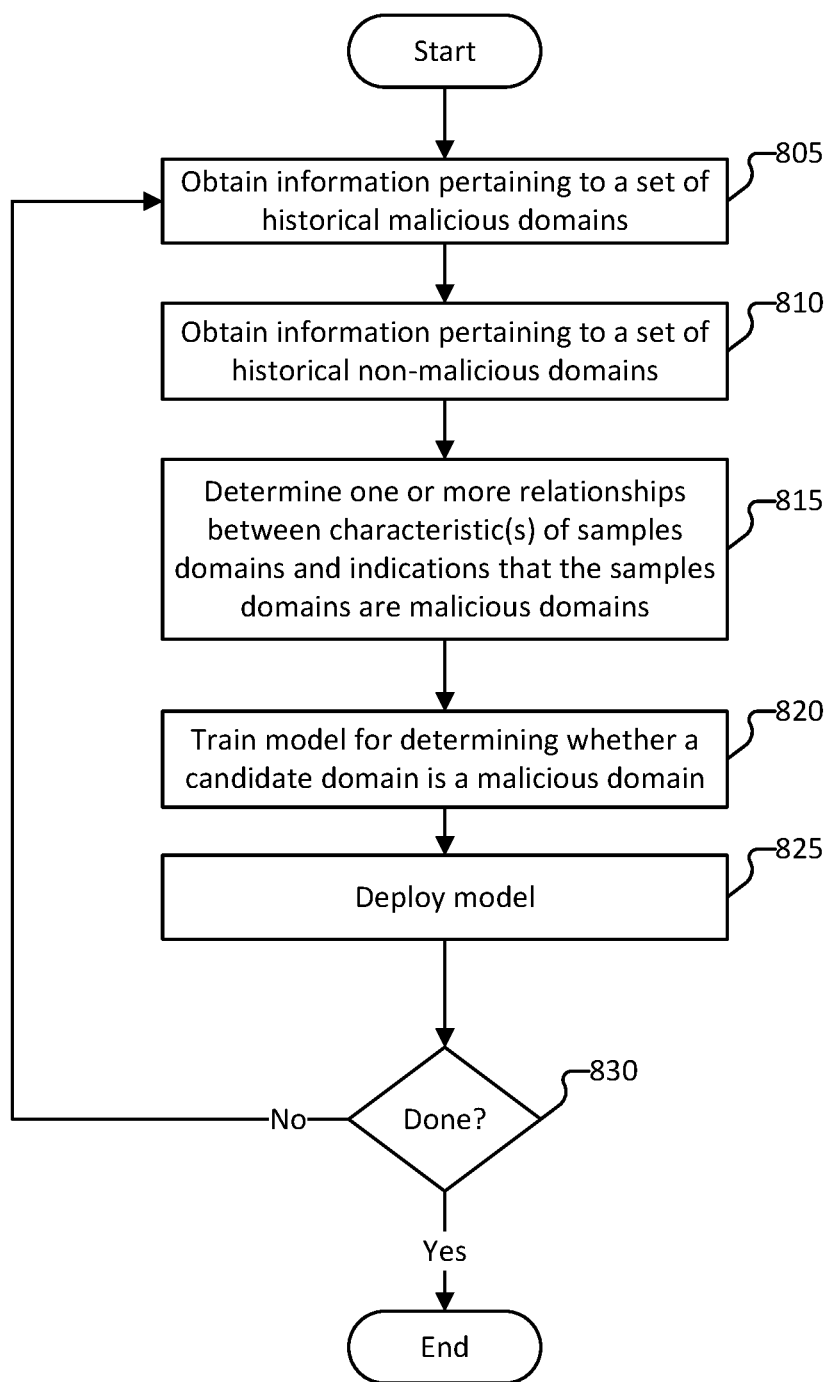 Start
805
Obtain information pertaining to a set of
historical malicious domains
810
Obtain information pertaining to a set of
historical non-malicious domains
815
Determine one or more relationships
between characteristic(s) of samples
domains and indications that the samples
domains are malicious domains
820
Train model for determining whether a
candidate domain is a malicious domain
825
Deploy model
830
No
Done?
Yes
End